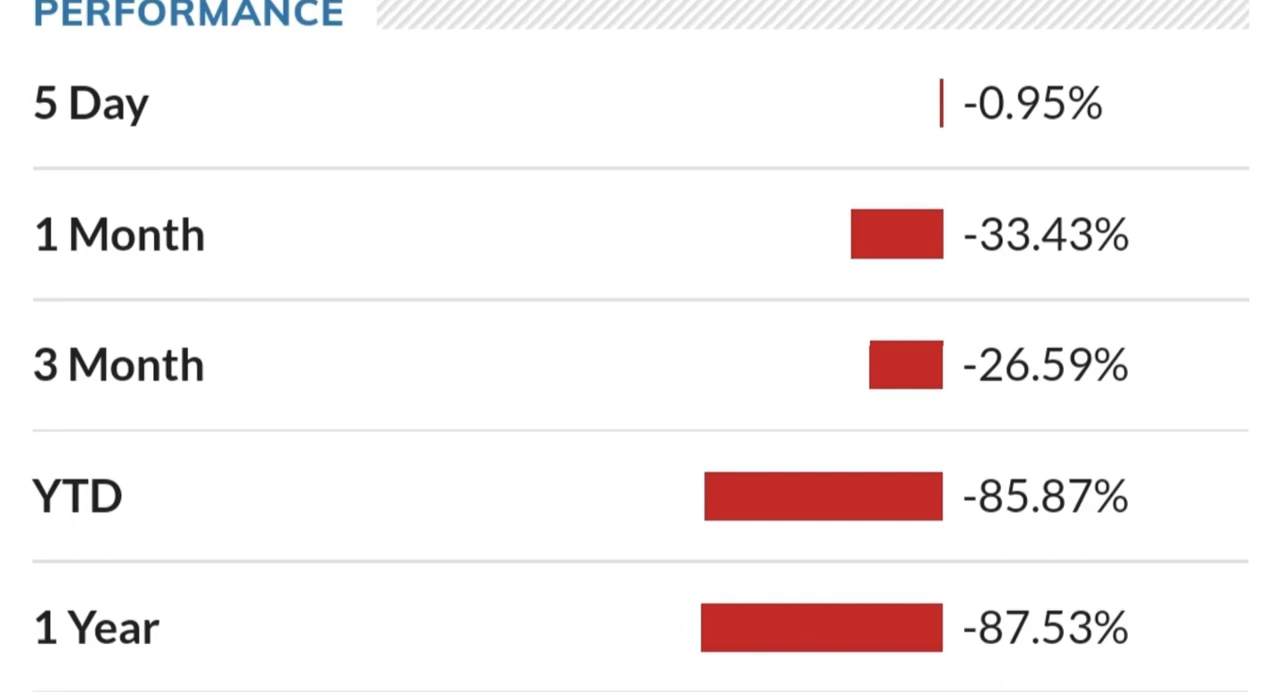 PERFORMANCE
5 Day -0.95%
1 Month -33.43%
3 Month -26.59%
YTD -85.87%
1 Year -87.53%